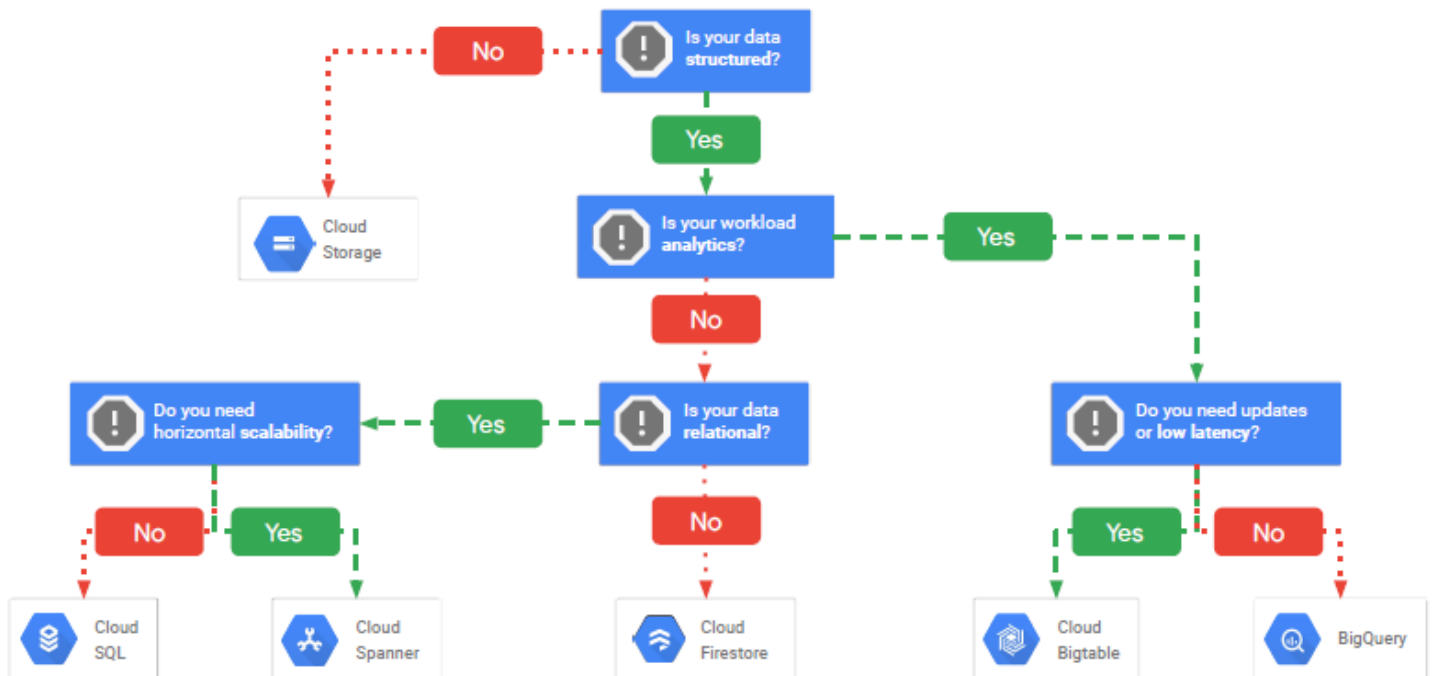 Is your data
structured?
No
Yes
Cloud
Storage
Is your workload
analytics?
Yes
No
Do you need
horizontal scalability?
Yes
Is your data
relational?
Do you need updates
or low latency?
No
Yes
No
Yes
No
Cloud
SQL
Cloud
Spanner
Cloud
Firestore
Cloud
Bigtable
BigQuery